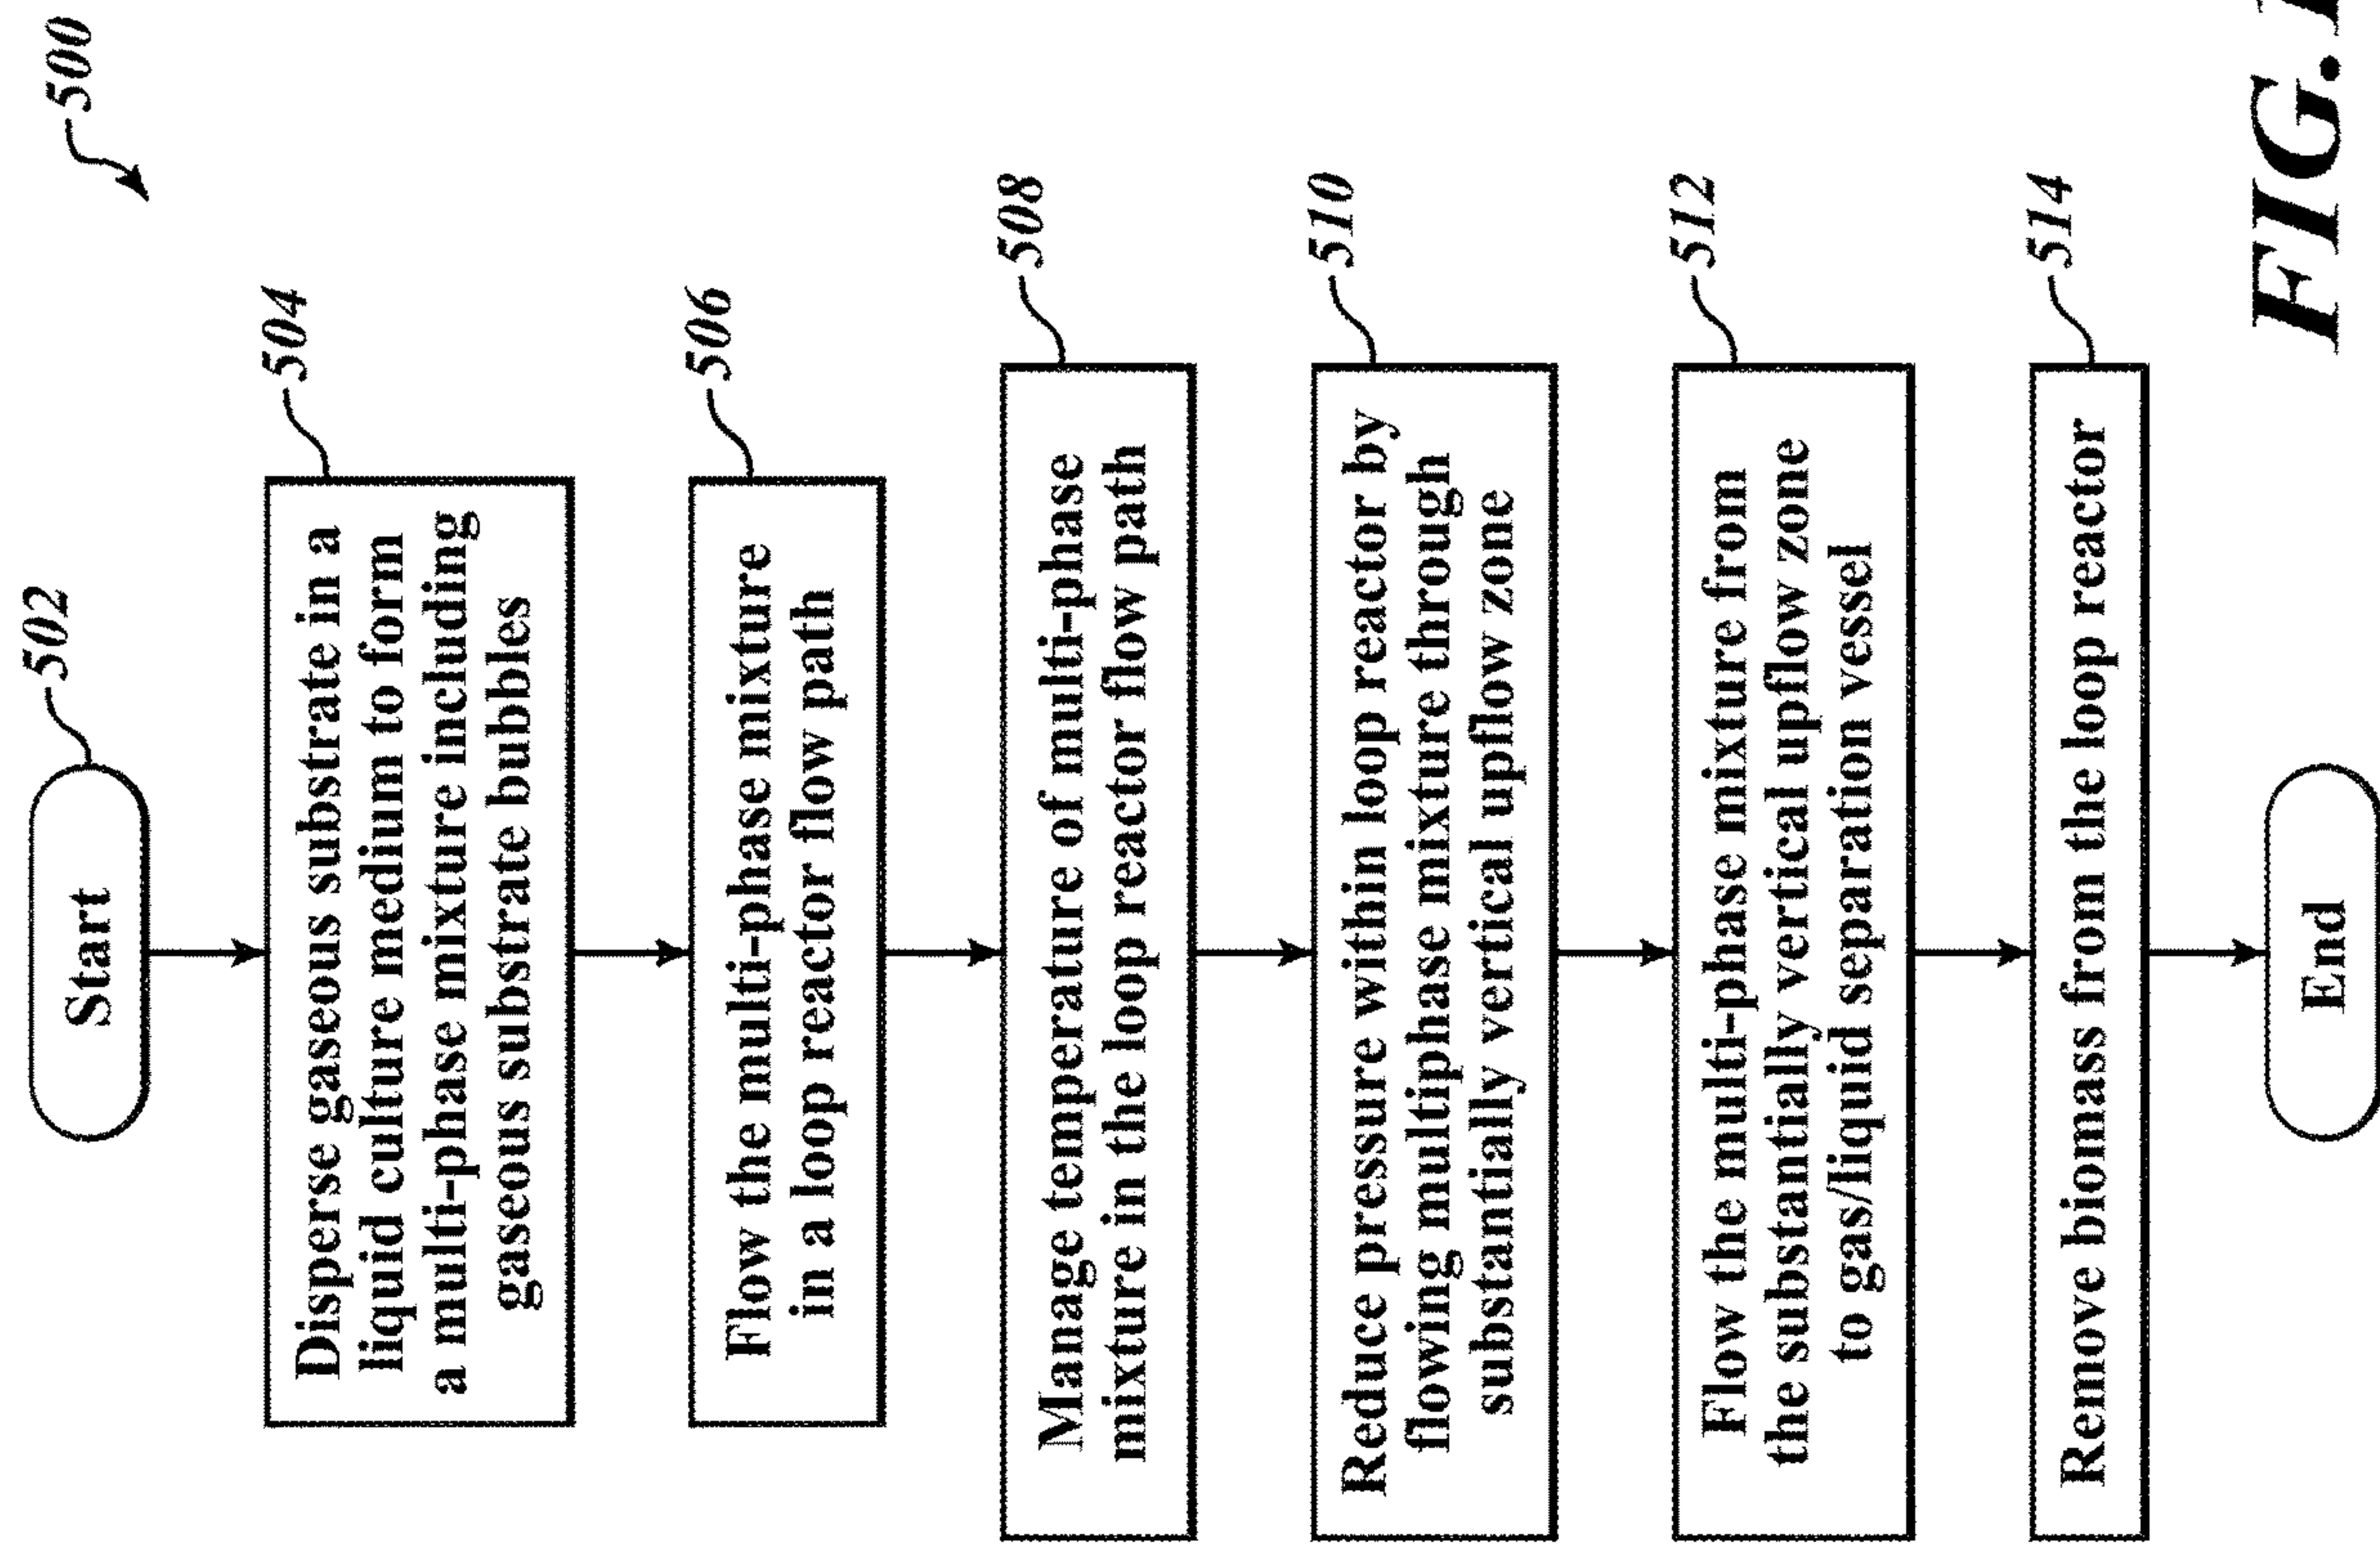 500
Start
502
Disperse gaseous substrate in a
liquid culture medium to form
a multi-phase mixture including
gaseous substrate bubbles
504
Flow the multi-phase mixture
in a loop reactor flow path
506
Manage temperature of multi-phase
mixture in the loop reactor flow path
508
Reduce pressure within loop reactor by
flowing multiphase mixture through
substantially vertical upflow zone
510
Flow the multi-phase mixture from
the substantially vertical upflow zone
to gas/liquid separation vessel
512
Remove biomass from the loop reactor
514
End
FIG.